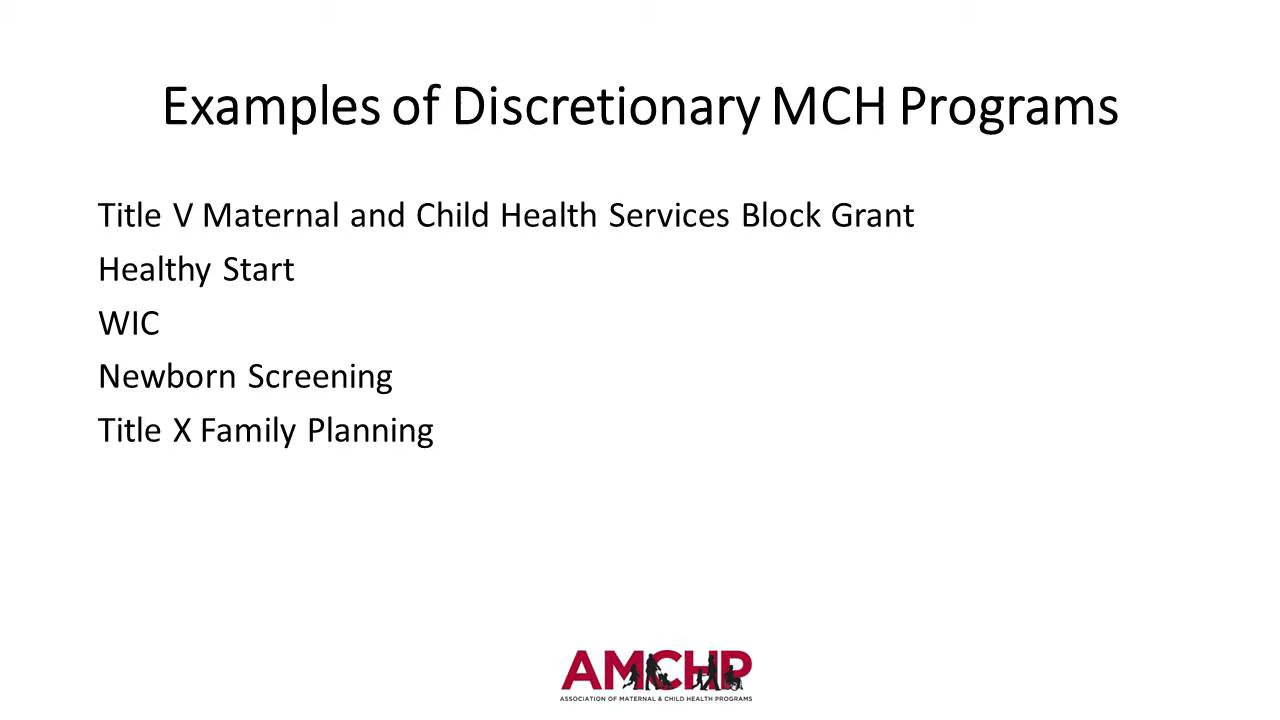 Examples of Discretionary MCH Programs
Title V Maternal and Child Health Services Block Grant
Healthy Start
WIC
Newborn Screening
Title X Family Planning
AMCHP
ASSOCIATION OF MATERNAL & CHILD HEALTH PROGRAMS